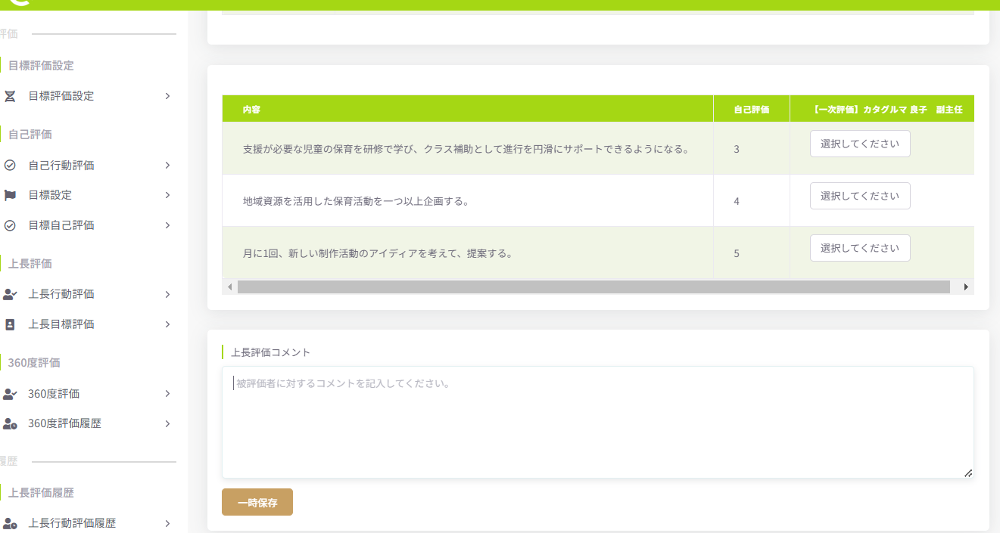 評価
目標評価設定
目標評価設定
自己評価
自己行動評価
目標設定
目標自己評価
上長評価
上長行動評価
上長目標評価
360度評価
360度評価
360度評価履歴
履歴
上長評価履歴
上長行動評価履歴
内容 自己評価 【一次評価】カタグルマ 良子 副主任
支援が必要な児童の保育を研修で学び、クラス補助として進行を円滑にサポートできるようになる。 3 選択してください
地域資源を活用した保育活動を一つ以上企画する。 4 選択してください
月に1回、新しい制作活動のアイディアを考えて、提案する。 5 選択してください
上長評価コメント
被評価者に対するコメントを記入してください。
一時保存